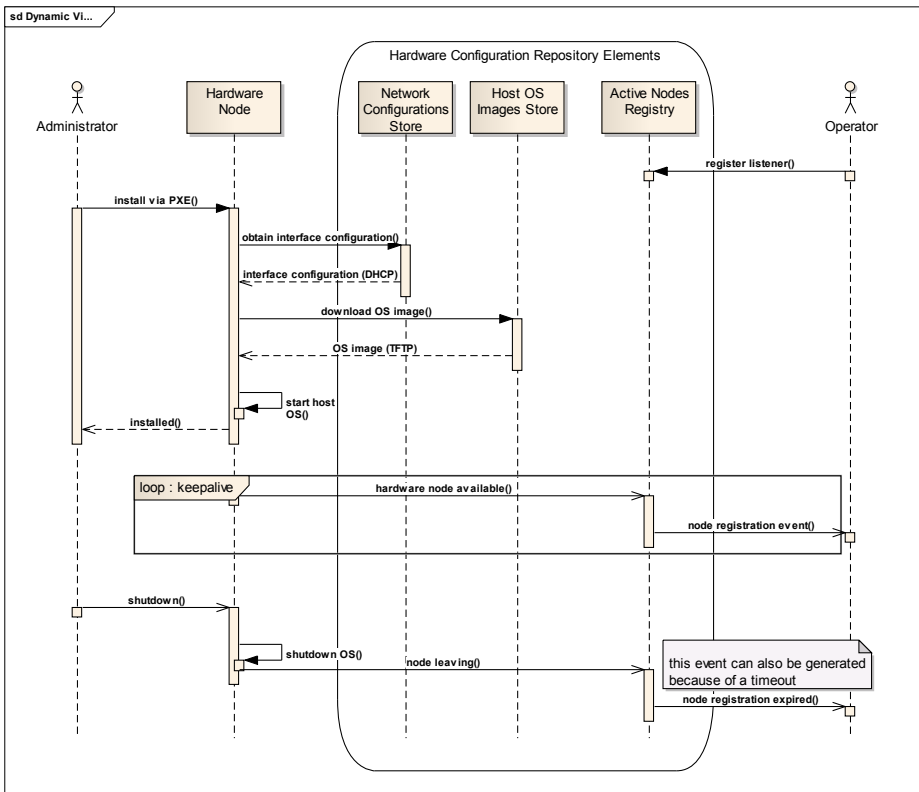 sd Dynamic Vi...
Hardware Configuration Repository Elements
Administrator
Hardware
Node
Network
Configurations
Store
Host OS
Images Store
Active Nodes
Registry
Operator
register listener()
install via PXE()
obtain interface configuration()
interface configuration (DHCP)
download OS image()
OS image (TFTP)
start host
OS()
installed()
loop : keepalive
hardware node available()
node registration event()
shutdown()
shutdown OS()
node leaving()
this event can also be generated
because of a timeout
node registration expired()